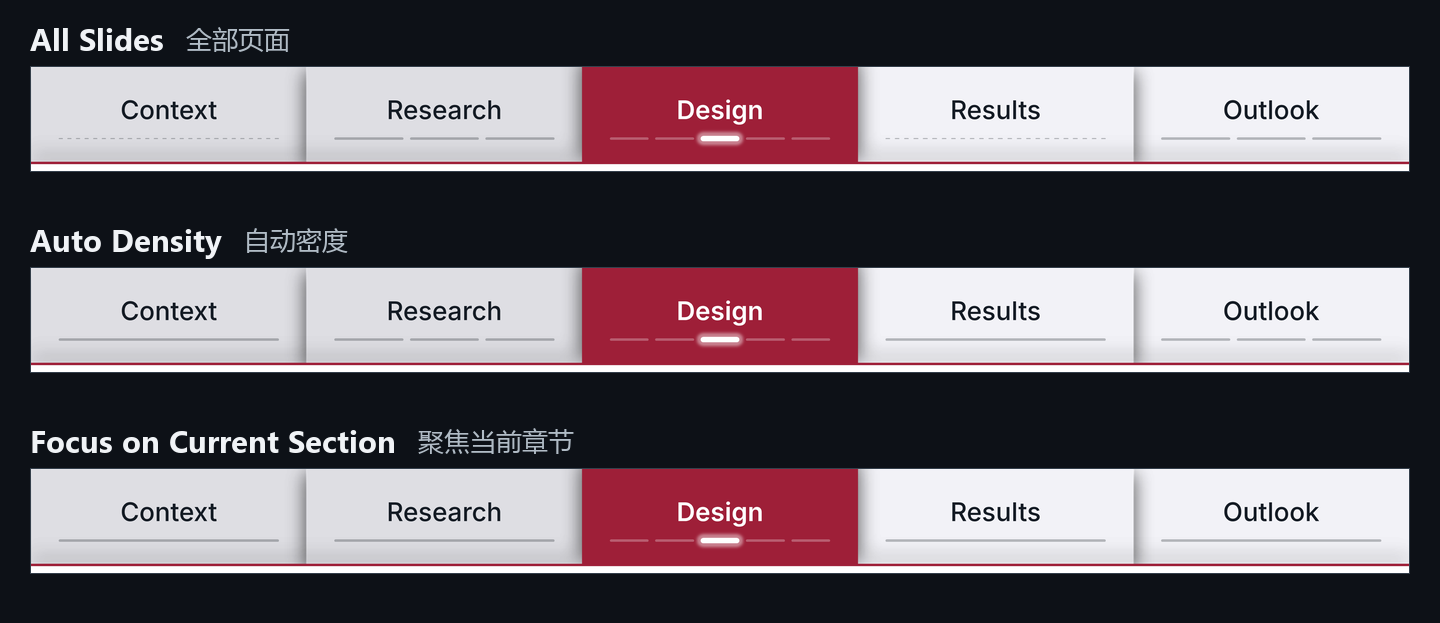 All Slides 全部页面
Context Research Design Results Outlook
Auto Density 自动密度
Context Research Design Results Outlook
Focus on Current Section 聚焦当前章节
Context Research Design Results Outlook